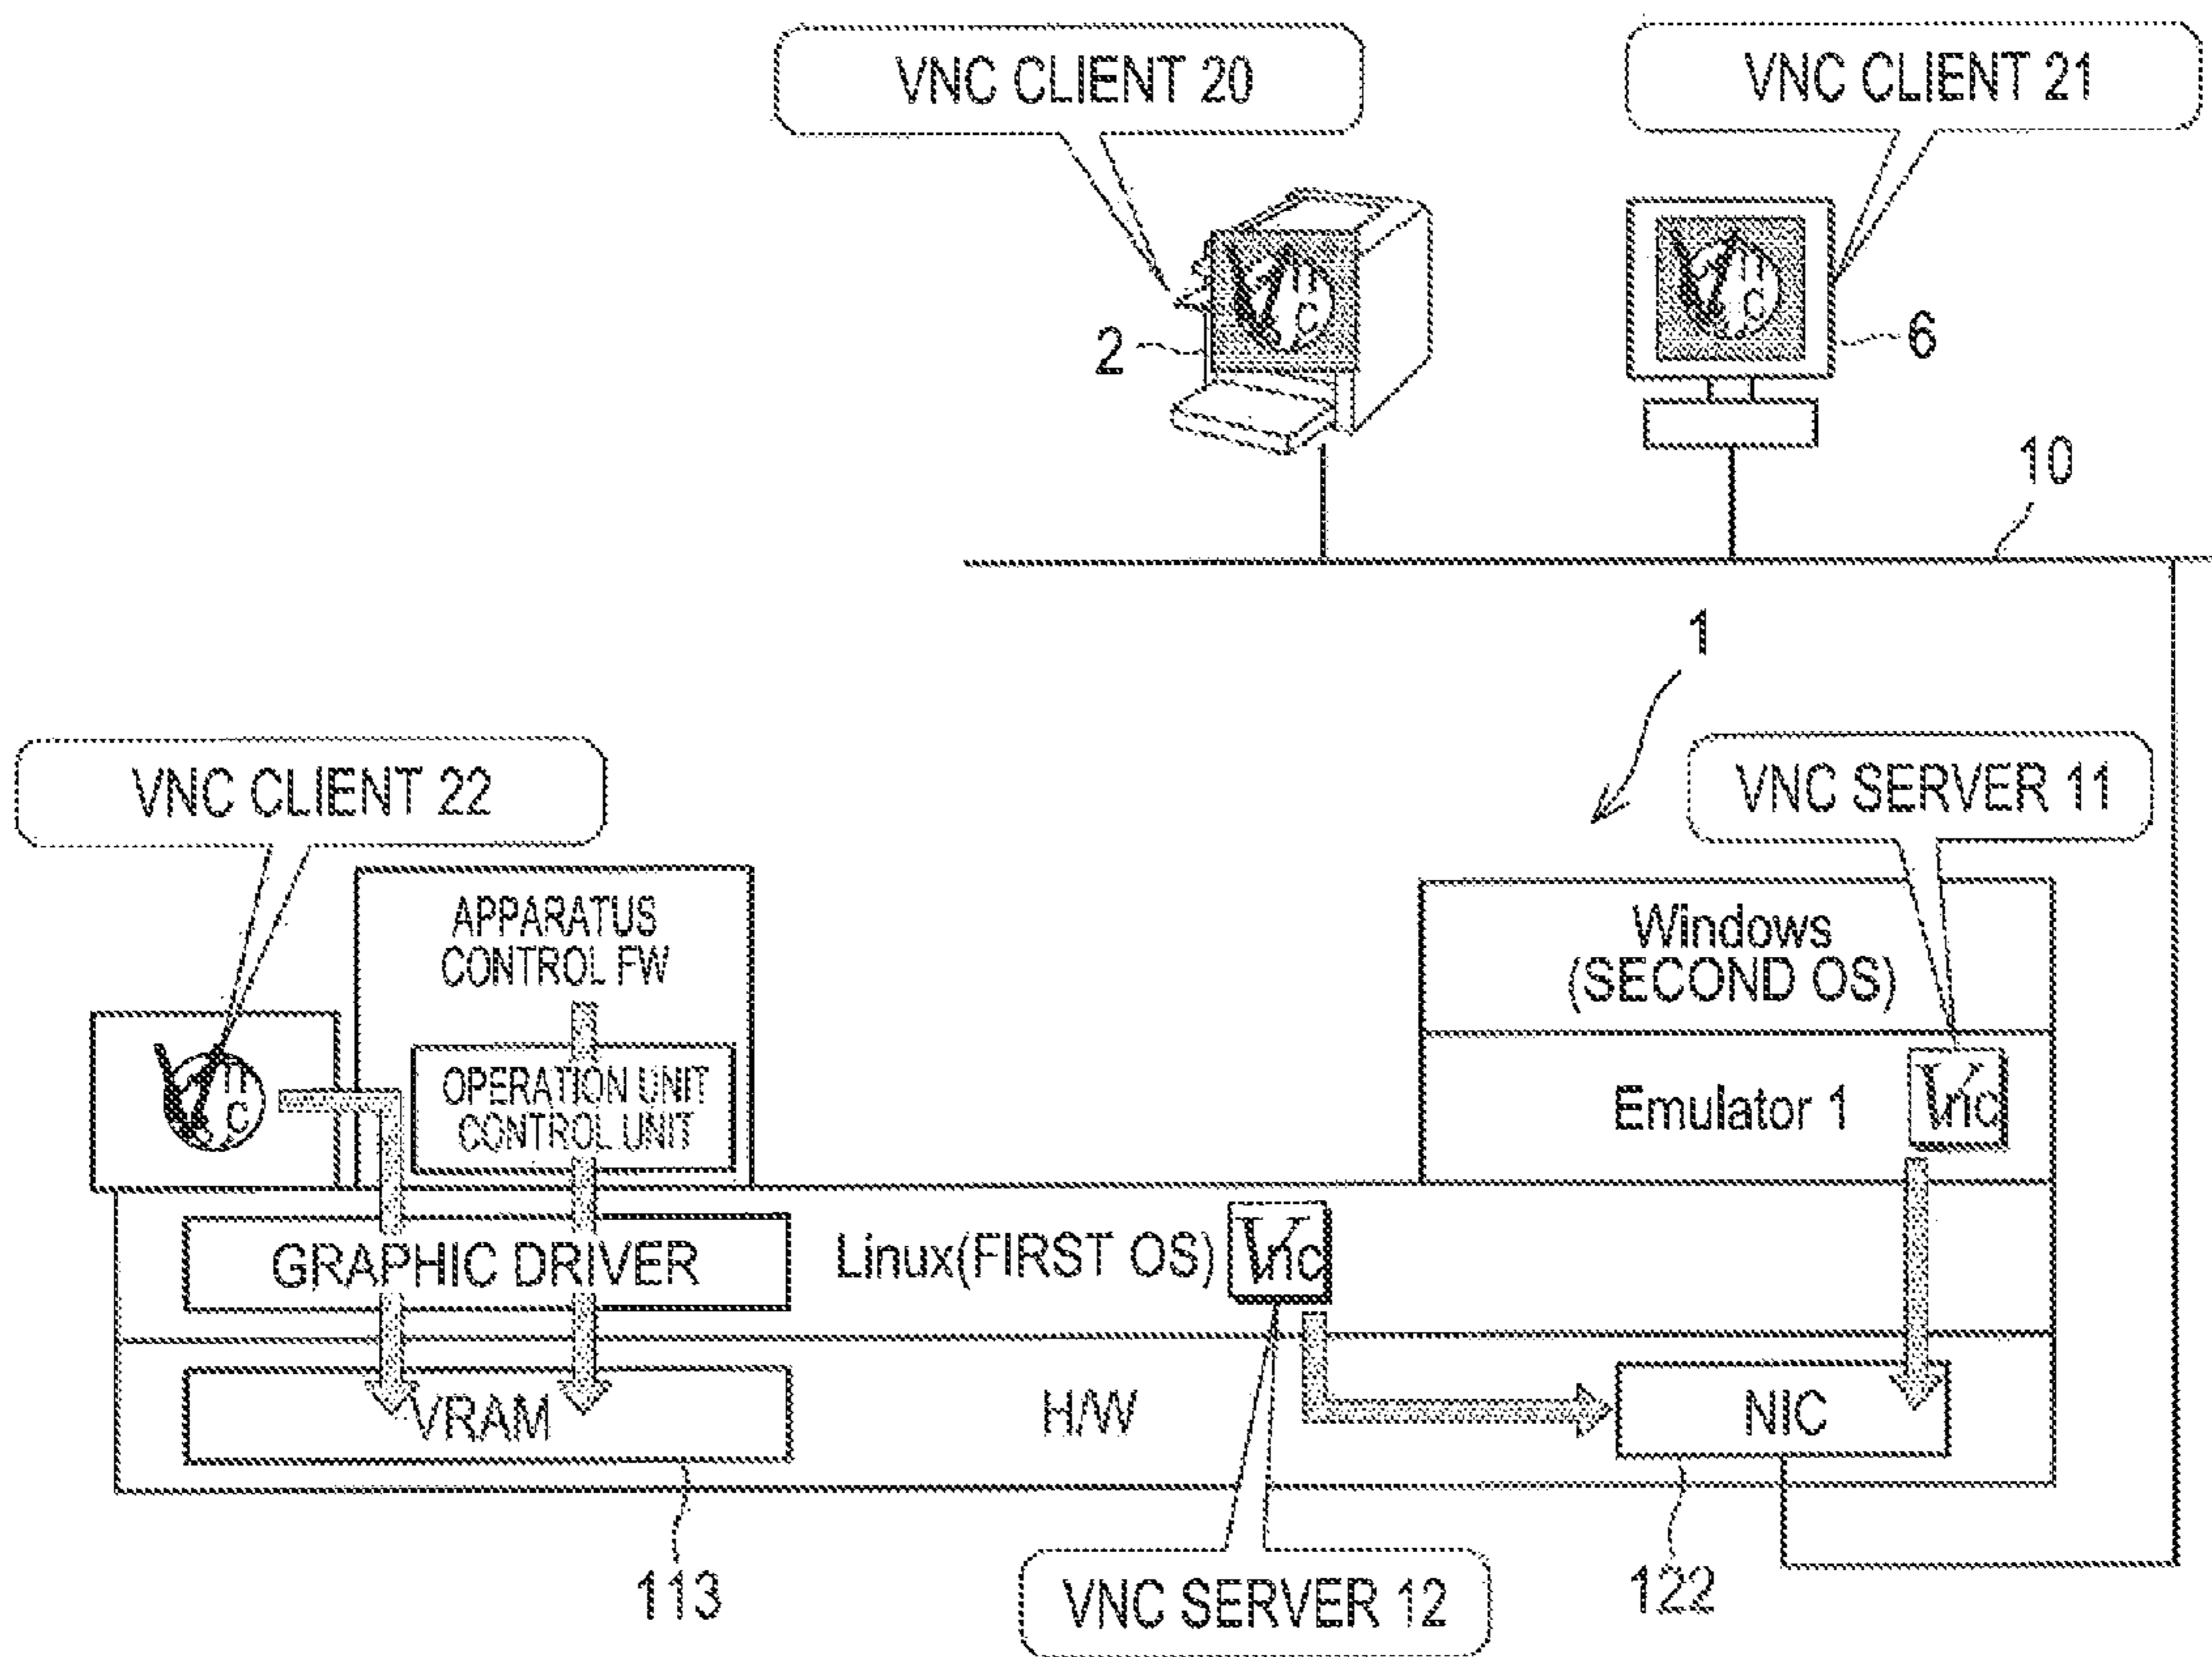 VNC CLIENT 20
VNC CLIENT 21
2
6
10
1
VNC CLIENT 22
VNC SERVER 11
APPARATUS
CONTROL FW
Windows
(SECOND OS)
OPERATION UNIT
CONTROL UNIT
Emulator 1
Vnc
GRAPHIC DRIVER
Linux(FIRST OS)
Vnc
VRAM
H/W
NIC
113
VNC SERVER 12
122